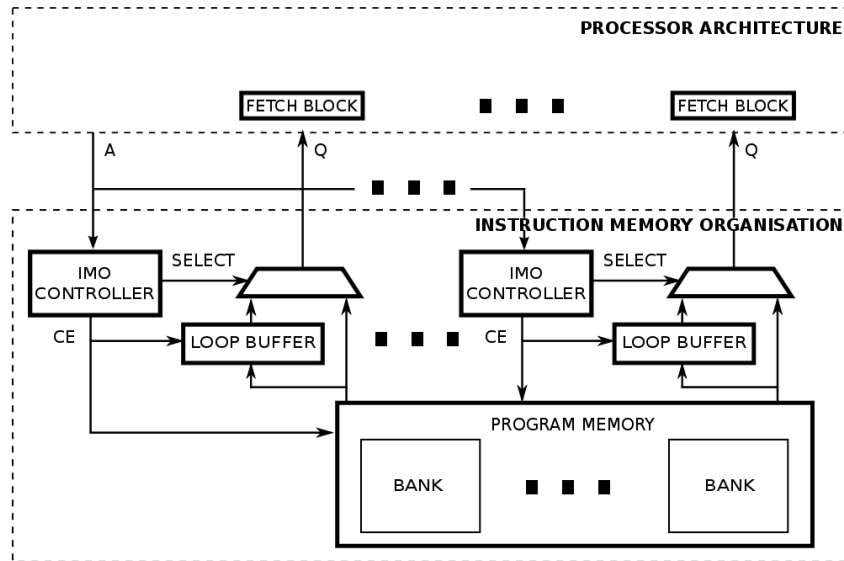 PROCESSOR ARCHITECTURE
FETCH BLOCK
FETCH BLOCK
A
Q
Q
INSTRUCTION MEMORY ORGANISATION
IMO
CONTROLLER
SELECT
IMO
CONTROLLER
SELECT
CE
LOOP BUFFER
CE
LOOP BUFFER
PROGRAM MEMORY
BANK
BANK